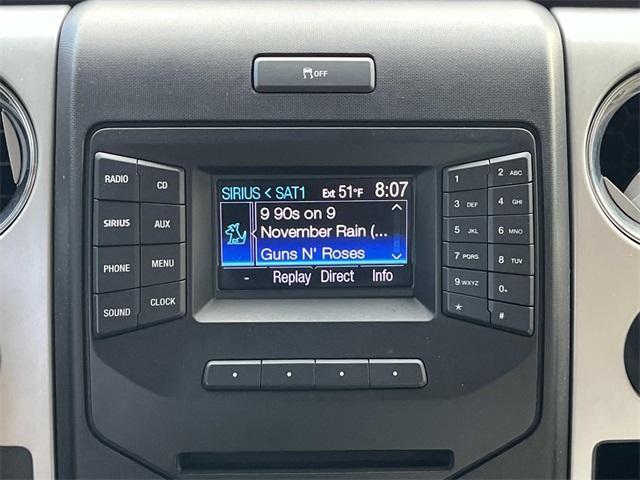 OFF
SIRIUS < SAT1 Ext 51°F 8:07
9 90s on 9
November Rain (...
Guns N' Roses
- Replay Direct Info
RADIO CD
SIRIUS AUX
PHONE MENU
SOUND CLOCK
1 2 ABC
3 DEF 4 GHI
5 JKL 6 MNO
7 PQRS 8 TUV
9 WXYZ 0+
* #